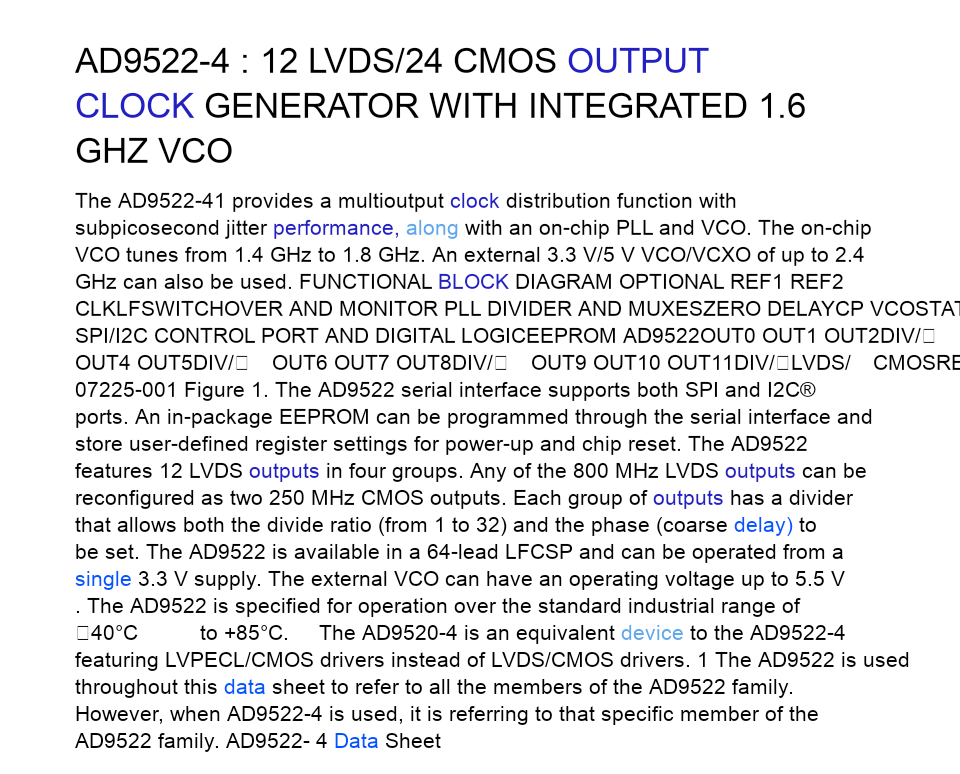 AD9522-4 : 12 LVDS/24 CMOS OUTPUT
CLOCK GENERATOR WITH INTEGRATED 1.6
GHZ VCO
The AD9522-41 provides a multioutput clock distribution function with
subpicosecond jitter performance, along with an on-chip PLL and VCO. The on-chip
VCO tunes from 1.4 GHz to 1.8 GHz. An external 3.3 V/5 V VCO/VCXO of up to 2.4
GHz can also be used. FUNCTIONAL BLOCK DIAGRAM OPTIONAL REF1 REF2
CLKLFSWITCHOVER AND MONITOR PLL DIVIDER AND MUXESZERO DELAYCP VCOSTAT
SPI/I2C CONTROL PORT AND DIGITAL LOGICEEPROM AD9522OUT0 OUT1 OUT2DIV/□
OUT4 OUT5DIV/□ OUT6 OUT7 OUT8DIV/□ OUT9 OUT10 OUT11DIV/□LVDS/ CMOSRE
07225-001 Figure 1. The AD9522 serial interface supports both SPI and I2C®
ports. An in-package EEPROM can be programmed through the serial interface and
store user-defined register settings for power-up and chip reset. The AD9522
features 12 LVDS outputs in four groups. Any of the 800 MHz LVDS outputs can be
reconfigured as two 250 MHz CMOS outputs. Each group of outputs has a divider
that allows both the divide ratio (from 1 to 32) and the phase (coarse delay) to
be set. The AD9522 is available in a 64-lead LFCSP and can be operated from a
single 3.3 V supply. The external VCO can have an operating voltage up to 5.5 V
. The AD9522 is specified for operation over the standard industrial range of
□40°C to +85°C. The AD9520-4 is an equivalent device to the AD9522-4
featuring LVPECL/CMOS drivers instead of LVDS/CMOS drivers. 1 The AD9522 is used
throughout this data sheet to refer to all the members of the AD9522 family.
However, when AD9522-4 is used, it is referring to that specific member of the
AD9522 family. AD9522- 4 Data Sheet